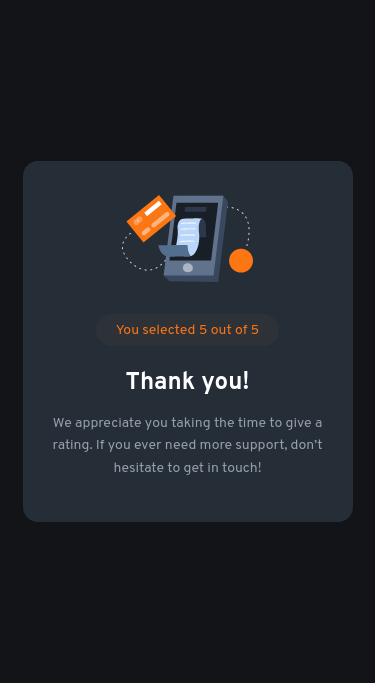 You selected 5 out of 5
Thank you!
We appreciate you taking the time to give a
rating. If you ever need more support, don't
hesitate to get in touch!